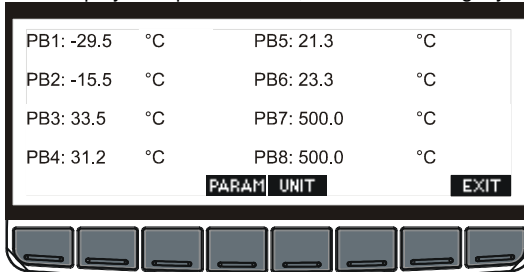 PB1: -29.5 °C PB5: 21.3 °C
PB2: -15.5 °C PB6: 23.3 °C
PB3: 33.5 °C PB7: 500.0 °C
PB4: 31.2 °C PB8: 500.0 °C
PARAM UNIT EXIT